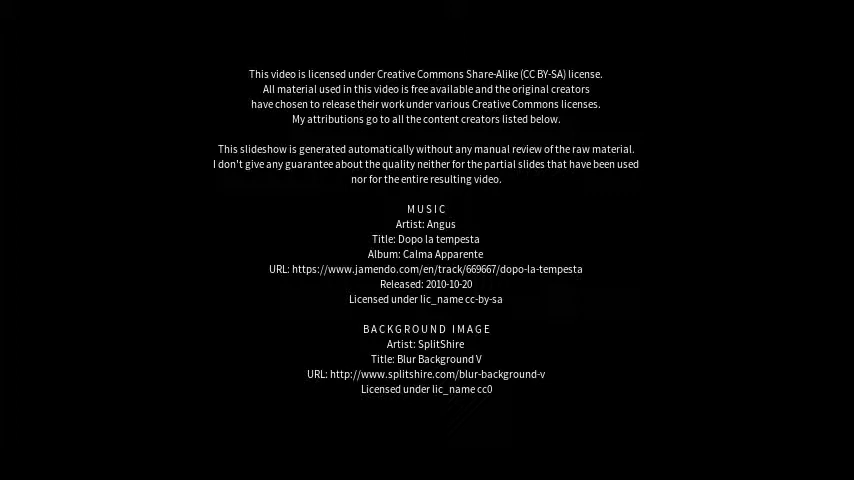 This video is licensed under Creative Commons Share-Alike (CC BY-SA) license.
All material used in this video is free available and the original creators
have chosen to release their work under various Creative Commons licenses.
My attributions go to all the content creators listed below.
This slideshow is generated automatically without any manual review of the raw material.
I don't give any guarantee about the quality neither for the partial slides that have been used
nor for the entire resulting video.
MUSIC
Artist: Angus
Title: Dopo la tempesta
Album: Calma Apparente
URL: https://www.jamendo.com/en/track/669667/dopo-la-tempesta
Released: 2010-10-20
Licensed under lic_name cc-by-sa
BACKGROUND IMAGE
Artist: SplitShire
Title: Blur Background V
URL: http://www.splitshire.com/blur-background-v
Licensed under lic_name cc0